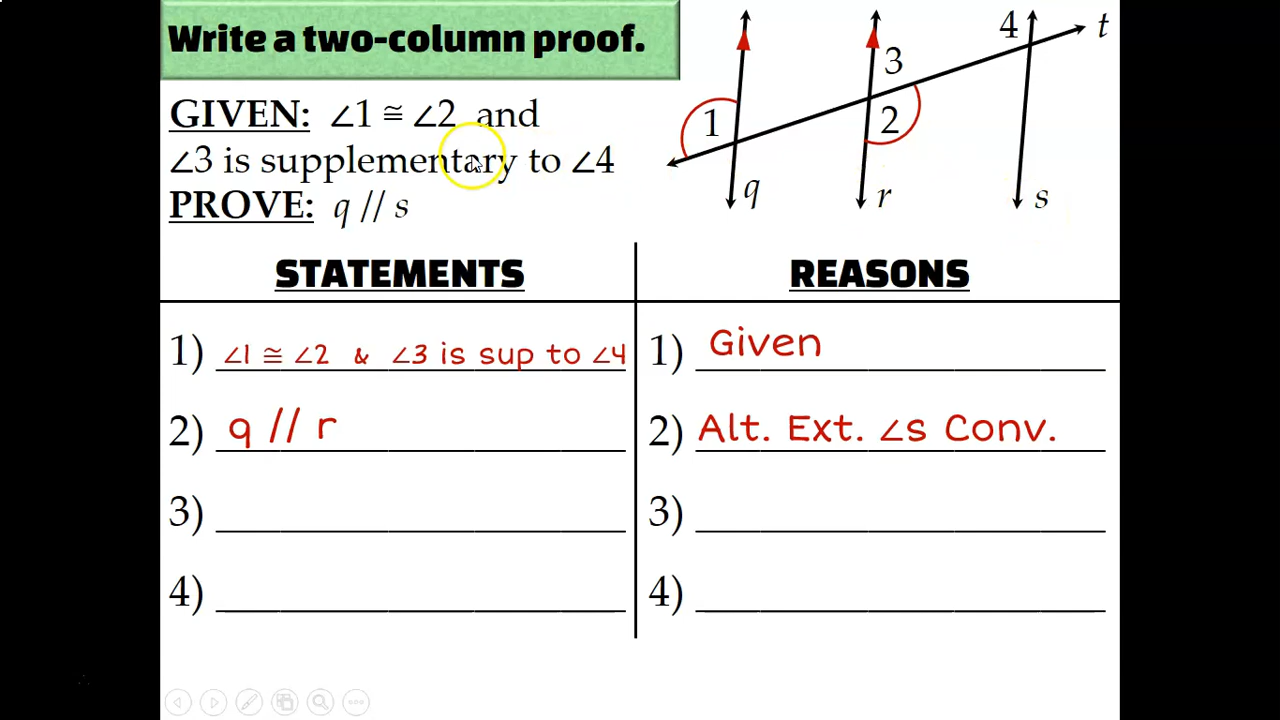 Write a two-column proof.
GIVEN: ∠1 ≅ ∠2 and
∠3 is supplementary to ∠4
PROVE: q // s
1
q
3
2
r
4
t
s
STATEMENTS
REASONS
1) ∠1 ≅ ∠2 & ∠3 is sup to ∠4
1) Given
2) q // r
2) Alt. Ext. ∠s Conv.
3)
3)
4)
4)